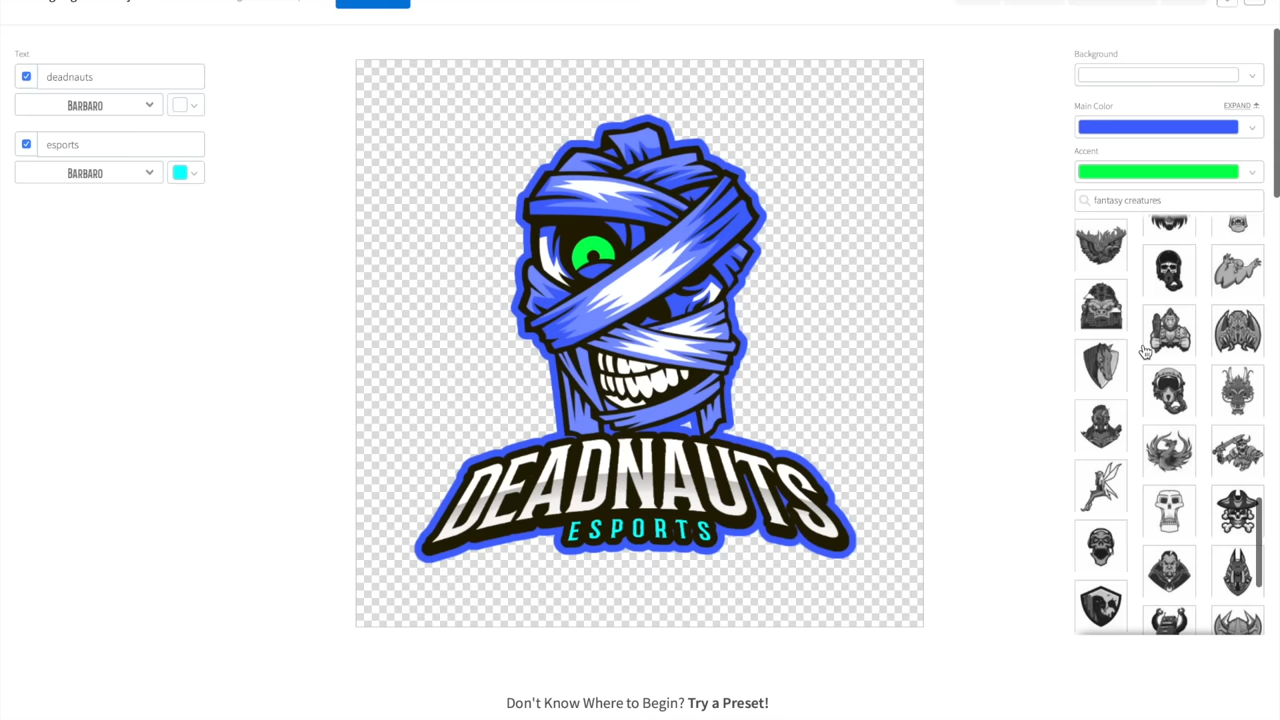 Text
deadnauts
BARBARO
esports
BARBARO
DEADNAUTS
ESPORTS
Background
Main Color
EXPAND
Accent
fantasy creatures
Don't Know Where to Begin? Try a Preset!